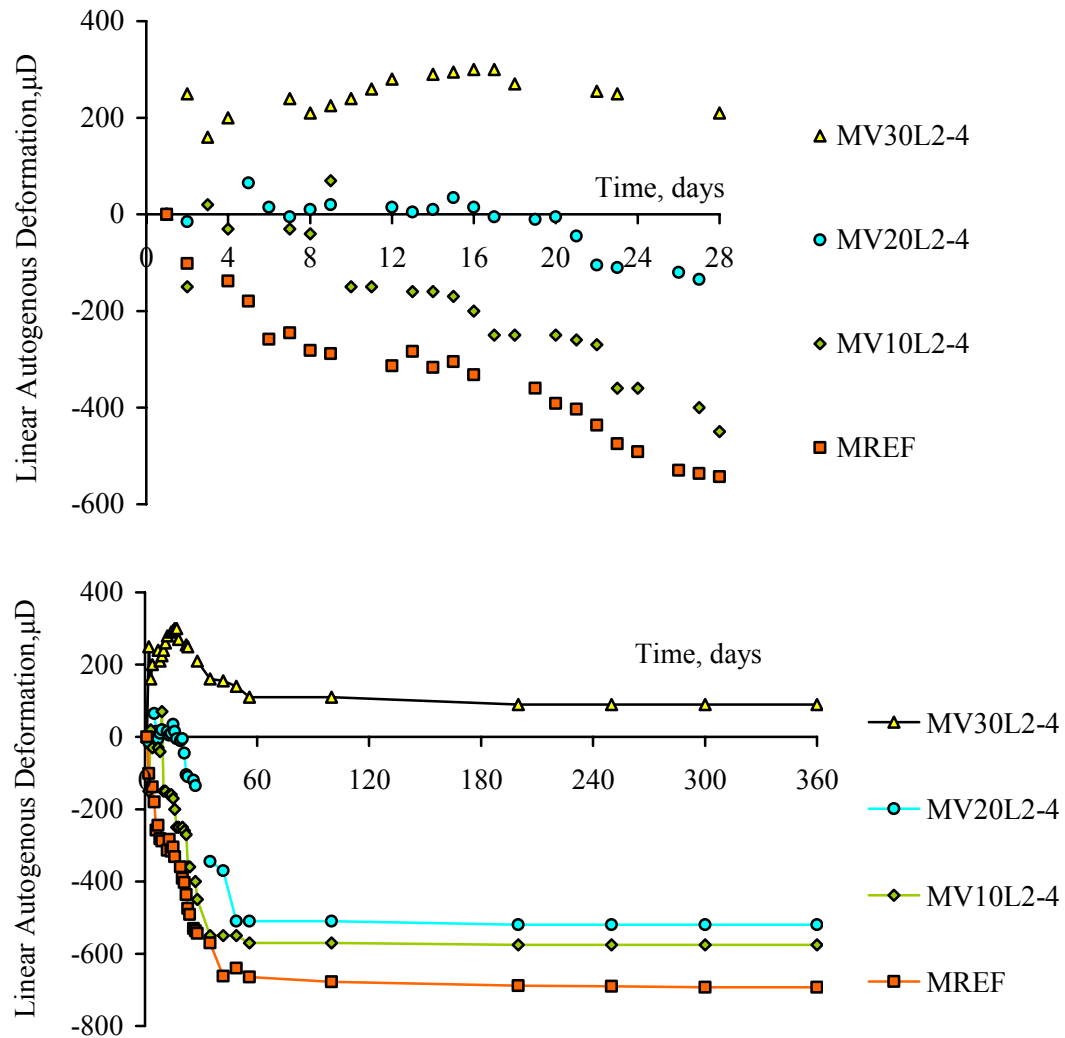 400
200
0
-200
-400
-600
Linear Autogenous Deformation,µD
Time, days
0 4 8 12 16 20 24 28
MV30L2-4
MV20L2-4
MV10L2-4
MREF
400
200
0
-200
-400
-600
-800
Linear Autogenous Deformation,µD
Time, days
0 60 120 180 250 300 360
MV30L2-4
MV20L2-4
MV10L2-4
MREF